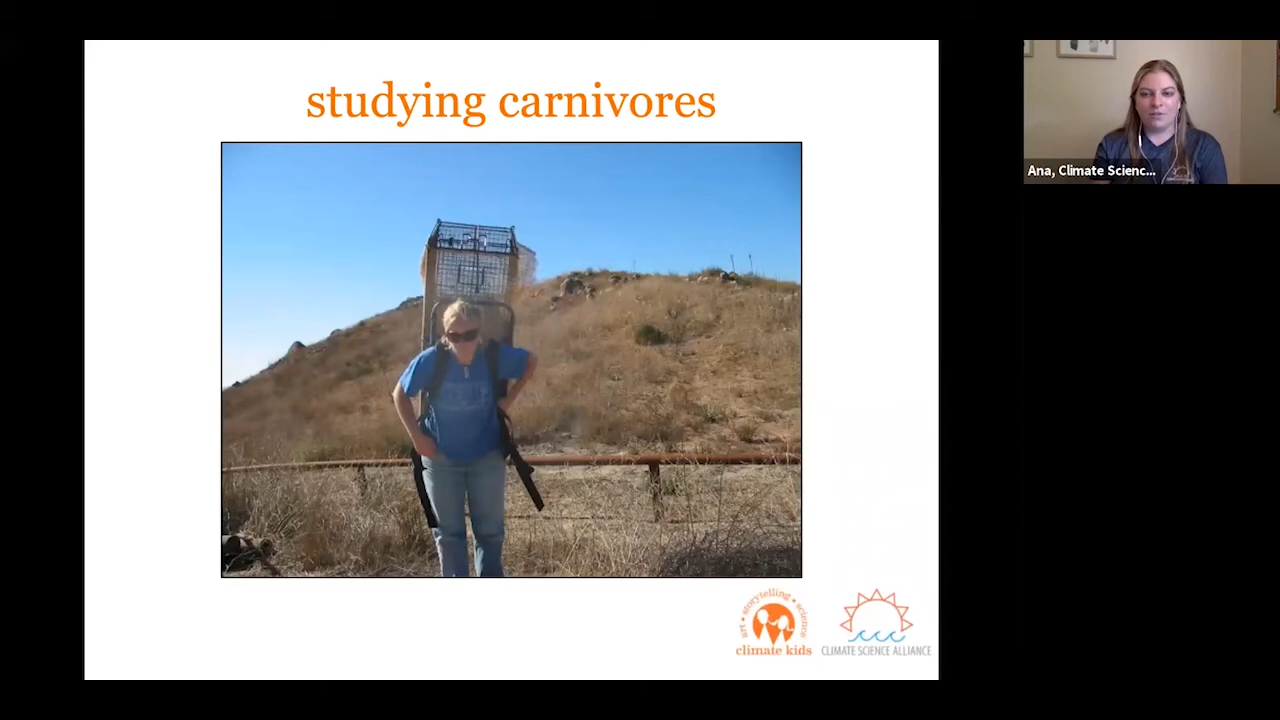 studying carnivores
Ana, Climate Scienc...
art • storytelling • science
climate kids
CLIMATE SCIENCE ALLIANCE